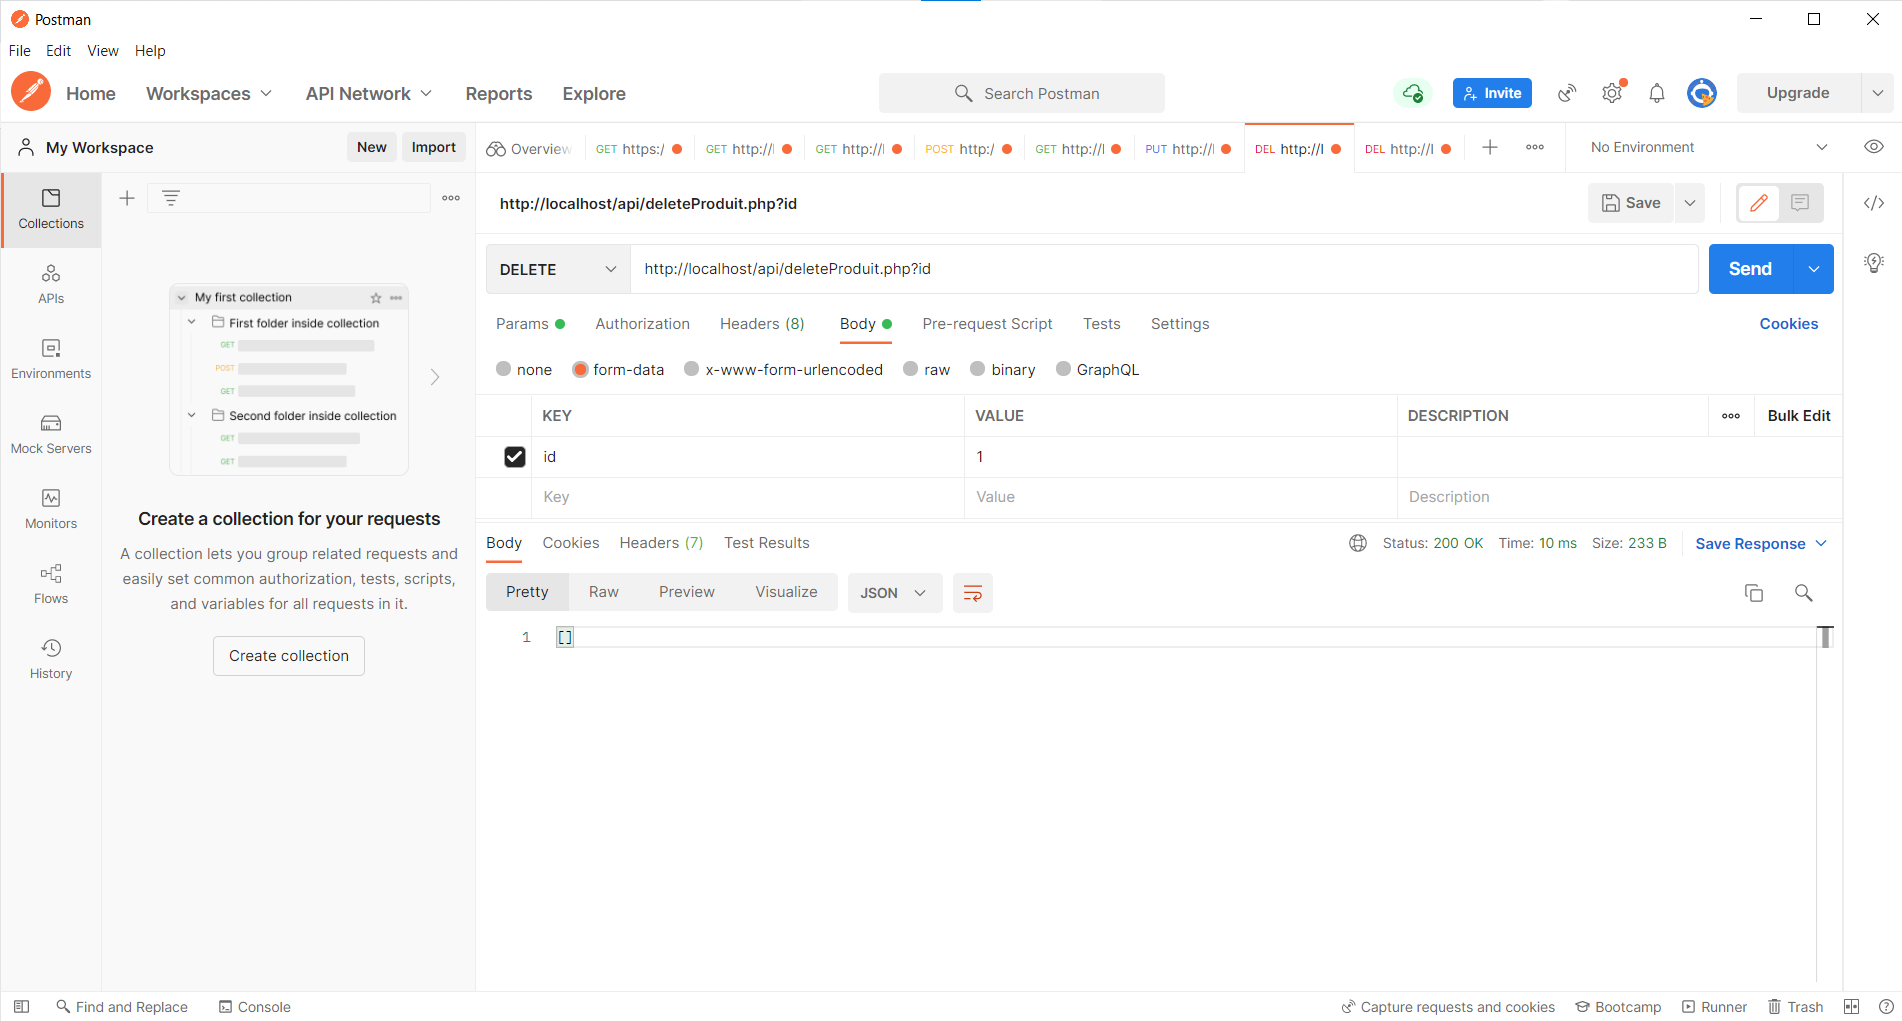 Postman
File Edit View Help
Home Workspaces API Network Reports Explore Search Postman Invite Upgrade
My Workspace New Import
Overview GET https:/ GET http://l GET http://l POST http:/ GET http://l PUT http://l DEL http://l DEL http://l No Environment
Collections
APIs
Environments
Mock Servers
Monitors
Flows
History
My first collection
First folder inside collection
GET
POST
GET
Second folder inside collection
GET
GET
Create a collection for your requests
A collection lets you group related requests and
easily set common authorization, tests, scripts,
and variables for all requests in it.
Create collection
http://localhost/api/deleteProduit.php?id Save
DELETE http://localhost/api/deleteProduit.php?id Send
Params Authorization Headers (8) Body Pre-request Script Tests Settings Cookies
none form-data x-www-form-urlencoded raw binary GraphQL
KEY VALUE DESCRIPTION Bulk Edit
id 1
Key Value Description
Body Cookies Headers (7) Test Results Status: 200 OK Time: 10 ms Size: 233 B Save Response
Pretty Raw Preview Visualize JSON
1 []
Find and Replace Console Capture requests and cookies Bootcamp Runner Trash